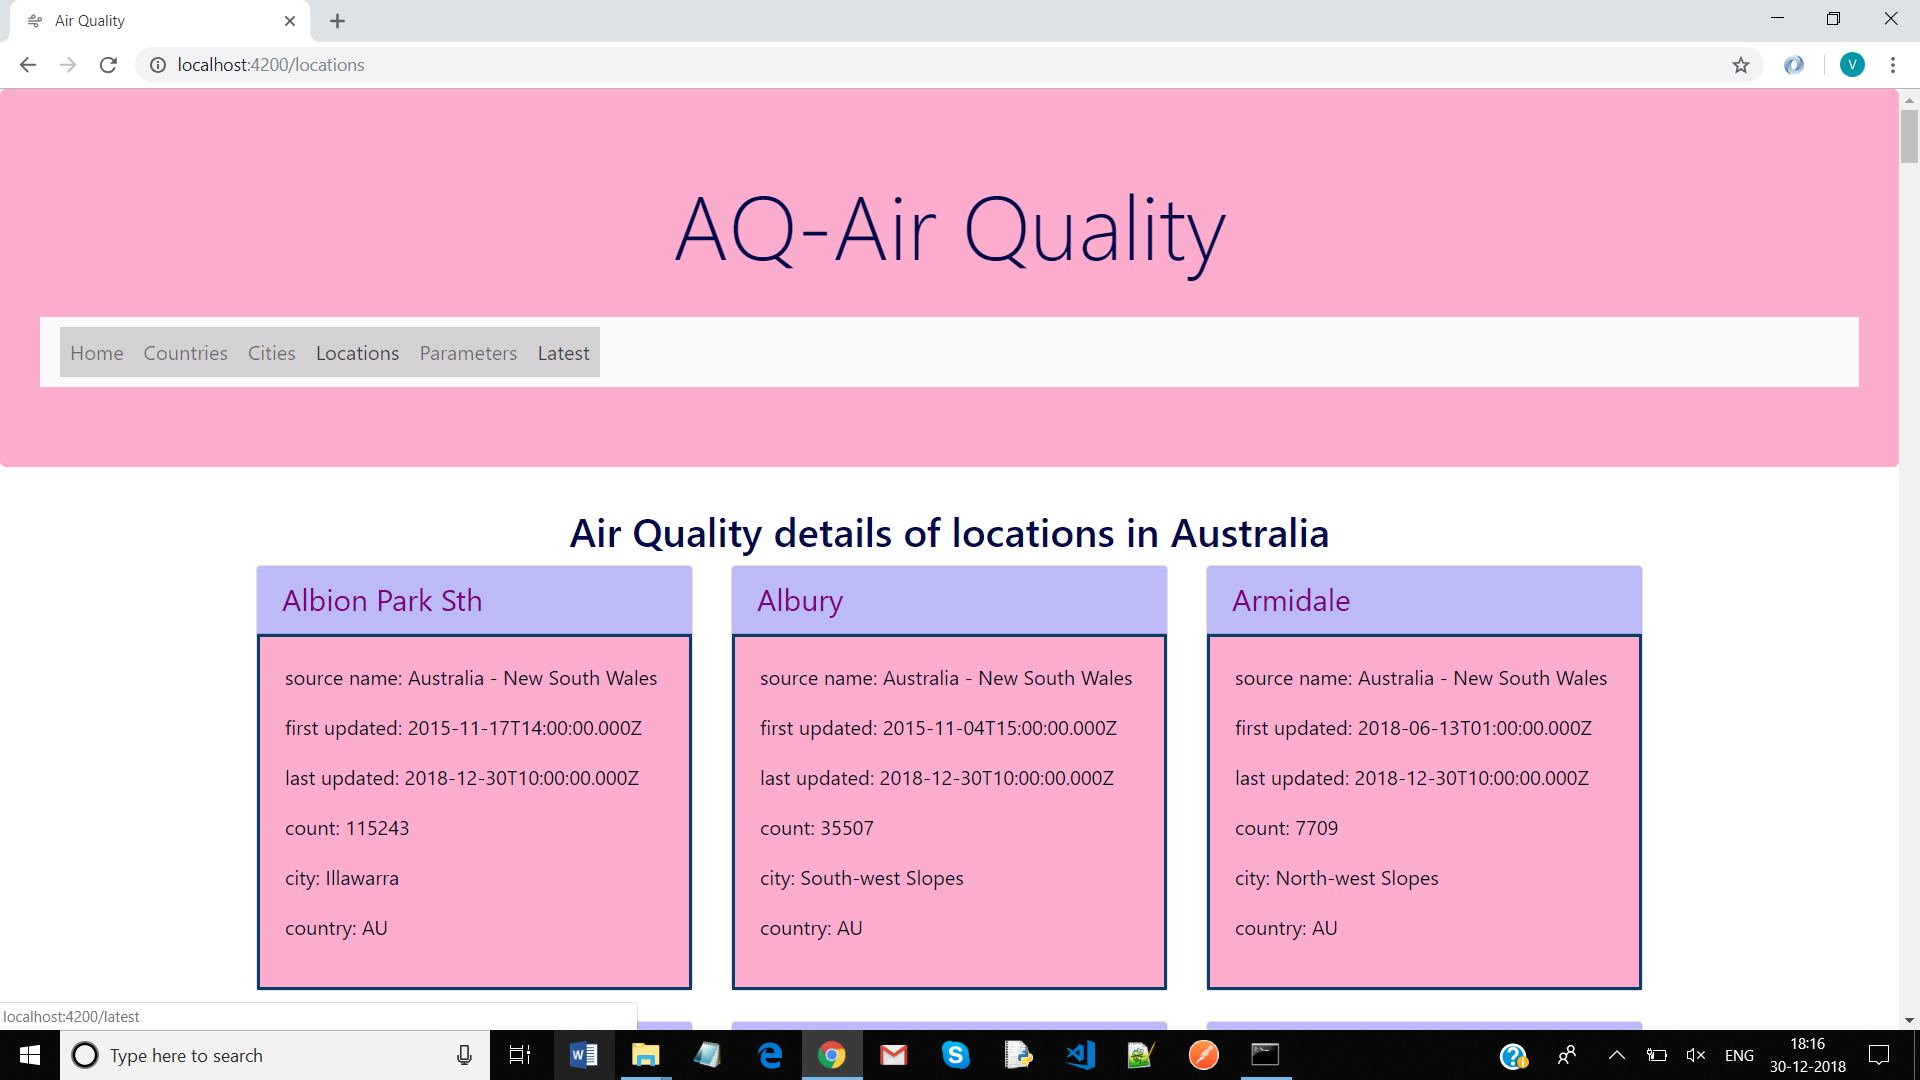 Air Quality
localhost:4200/locations
V
AQ-Air Quality
Home Countries Cities Locations Parameters Latest
Air Quality details of locations in Australia
Albion Park Sth
source name: Australia - New South Wales
first updated: 2015-11-17T14:00:00.000Z
last updated: 2018-12-30T10:00:00.000Z
count: 115243
city: Illawarra
country: AU
Albury
source name: Australia - New South Wales
first updated: 2015-11-04T15:00:00.000Z
last updated: 2018-12-30T10:00:00.000Z
count: 35507
city: South-west Slopes
country: AU
Armidale
source name: Australia - New South Wales
first updated: 2018-06-13T01:00:00.000Z
last updated: 2018-12-30T10:00:00.000Z
count: 7709
city: North-west Slopes
country: AU
localhost:4200/latest
Type here to search
ENG
18:16
30-12-2018